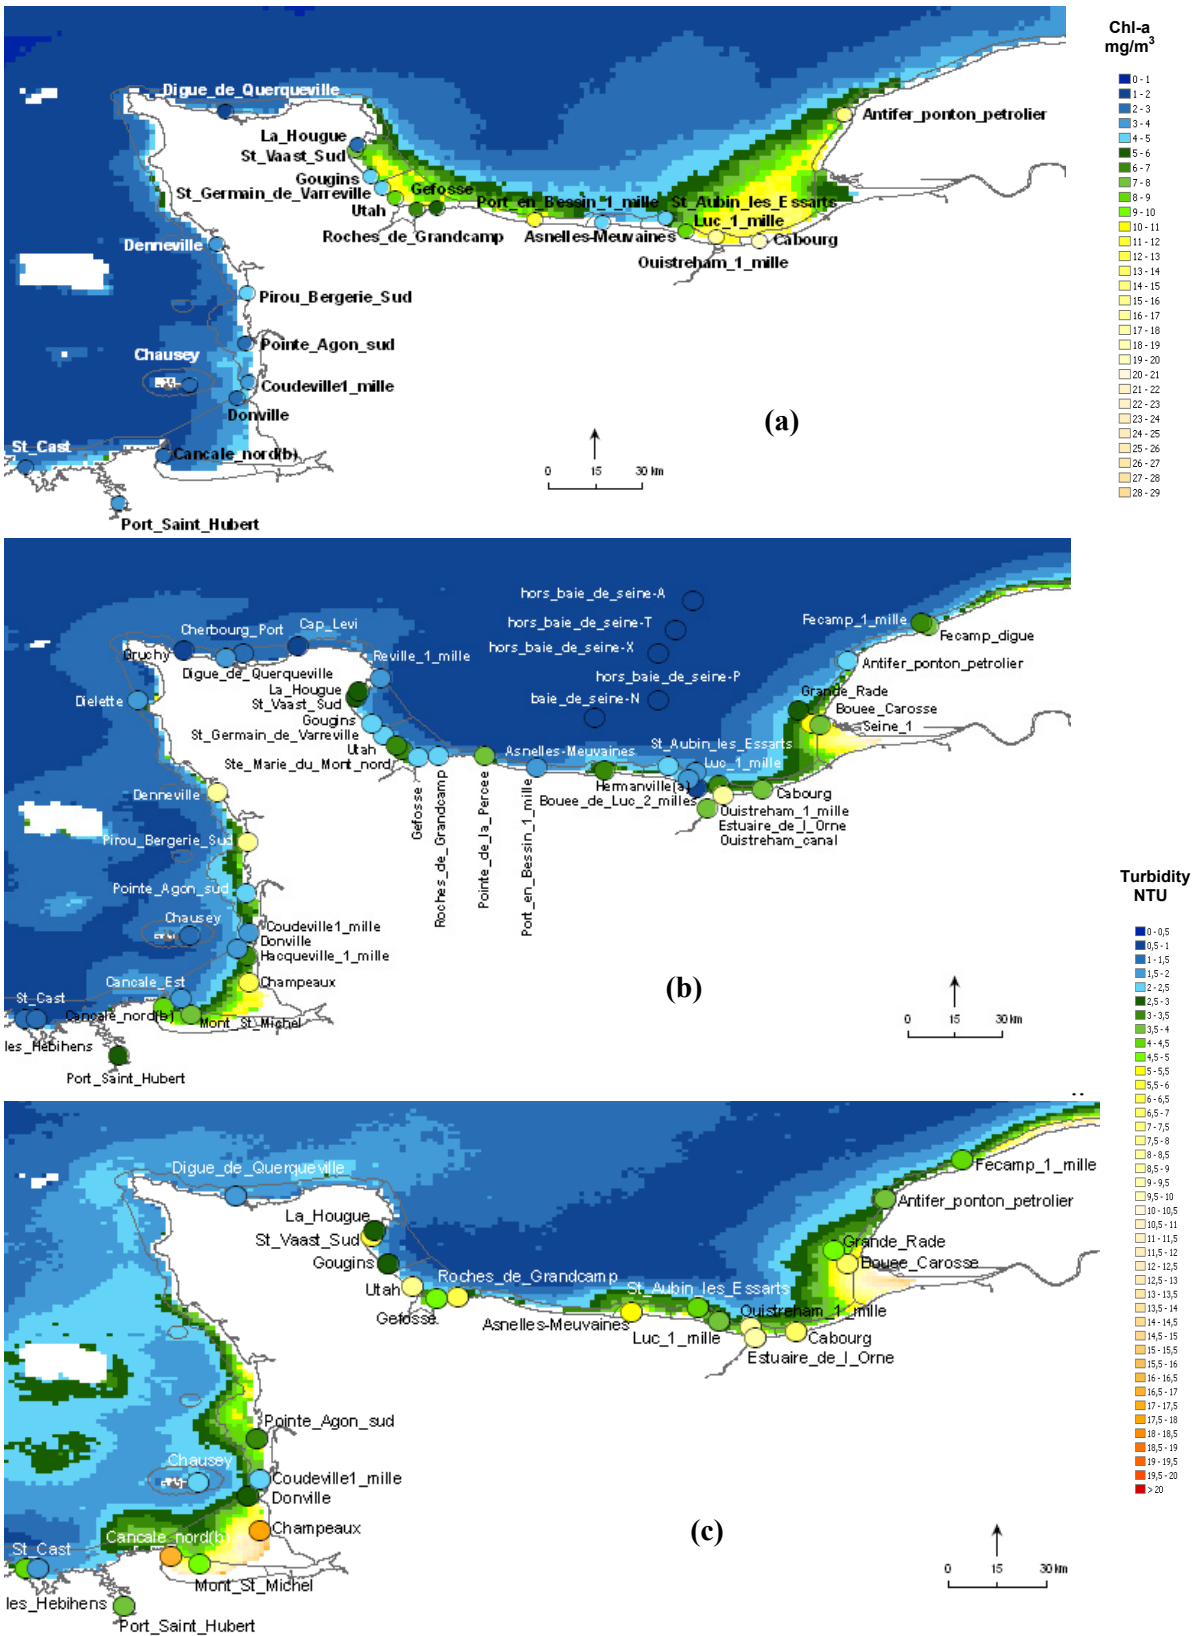 Chl-a
mg/m3
0 - 1
1 - 2
2 - 3
3 - 4
4 - 5
5 - 6
6 - 7
7 - 8
8 - 9
9 - 10
10 - 11
11 - 12
12 - 13
13 - 14
14 - 15
15 - 16
16 - 17
17 - 18
18 - 19
19 - 20
20 - 21
21 - 22
22 - 23
23 - 24
24 - 25
25 - 26
26 - 27
27 - 28
28 - 29
Digue_de_Querqueville
Antifer_ponton_petrolier
La_Hougue
St_Vaast_Sud
Gougins
St_Germain_de_Varreville
Gefosse
Utah
Port_en_Bessin_1_mille
St_Aubin_les_Essarts
Luc_1_mille
Roches_de_Grandcamp
Asnelles-Meuvaines
Cabourg
Ouistreham_1_mille
Denneville
Pirou_Bergerie_Sud
Pointe_Agon_sud
Chausey
Coudeville1_mille
Donville
(a)
St_Cast
Cancale_nord(b)
0 15 30 km
Port_Saint_Hubert
hors_baie_de_seine-A
hors_baie_de_seine-T
hors_baie_de_seine-X
hors_baie_de_seine-P
baie_de_seine-N
Fecamp_1_mille
Fecamp_digue
Cap_Levi
Cherbourg_Port
Gruchy
Digue_de_Querqueville
Reville_1_mille
Antifer_ponton_petrolier
La_Hougue
St_Vaast_Sud
Dielette
Grande_Rade
Bouee_Carosse
Seine_1
Gougins
St_Germain_de_Varreville
Utah
Ste_Marie_du_Mont_nord
Asnelles-Meuvaines
St_Aubin_les_Essarts
Luc_1_mille
Hermanville(a)
Bouee_de_Luc_2_milles
Cabourg
Ouistreham_1_mille
Estuaire_de_l_Orne
Ouistreham_canal
Gefosse
Roches_de_Grandcamp
Pointe_de_la_Percee
Port_en_Bessin_1_mille
Denneville
Pirou_Bergerie_Sud
Pointe_Agon_sud
Chausey
Coudeville1_mille
Donville
Hacqueville_1_mille
Cancale_Est
Champeaux
St_Cast
Cancale_nord(b)
Mont_St_Michel
les_Hebihens
Port_Saint_Hubert
(b)
0 15 30 km
Turbidity
NTU
0 - 0,5
0,5 - 1
1 - 1,5
1,5 - 2
2 - 2,5
2,5 - 3
3 - 3,5
3,5 - 4
4 - 4,5
4,5 - 5
5 - 5,5
5,5 - 6
6 - 6,5
6,5 - 7
7 - 7,5
7,5 - 8
8 - 8,5
8,5 - 9
9 - 9,5
9,5 - 10
10 - 10,5
10,5 - 11
11 - 11,5
11,5 - 12
12 - 12,5
12,5 - 13
13 - 13,5
13,5 - 14
14 - 14,5
14,5 - 15
15 - 15,5
15,5 - 16
16 - 16,5
16,5 - 17
17 - 17,5
17,5 - 18
18 - 18,5
18,5 - 19
19 - 19,5
19,5 - 20
> 20
..
Digue_de_Querqueville
Fecamp_1_mille
Antifer_ponton_petrolier
La_Hougue
St_Vaast_Sud
Gougins
Grande_Rade
Bouee_Carosse
Roches_de_Grandcamp
Utah
Gefosse
St_Aubin_les_Essarts
Asnelles-Meuvaines
Ouistreham_1_mille
Luc_1_mille
Cabourg
Estuaire_de_l_Orne
Pointe_Agon_sud
Chausey
Coudeville1_mille
Donville
Champeaux
Cancale_nord(b)
St_Cast
Mont_St_Michel
les_Hebihens
Port_Saint_Hubert
(c)
0 15 30 km